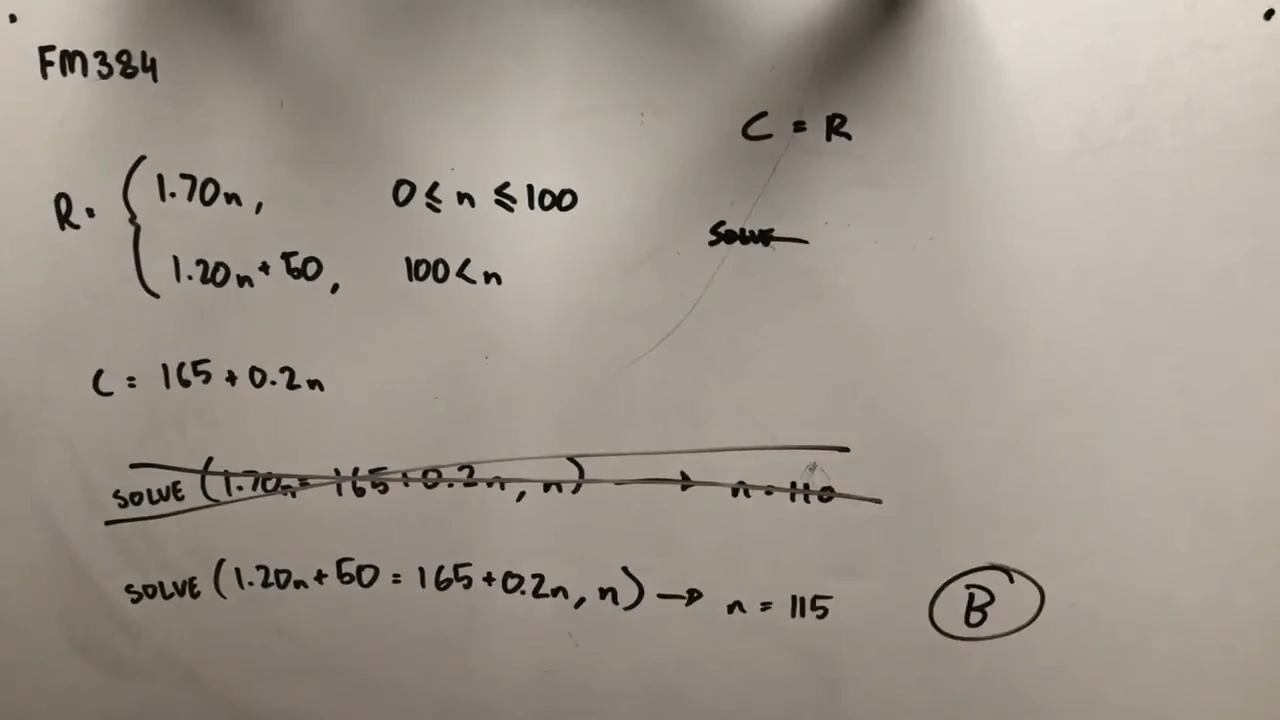 FM384
C = R
R = { 1.70n, 0 ≤ n ≤ 100
1.20n + 50, 100 < n
SOLVE
C = 165 + 0.2n
SOLVE (1.70n = 165 + 0.2n, n) → n = 110
SOLVE (1.20n + 50 = 165 + 0.2n, n) → n = 115
B